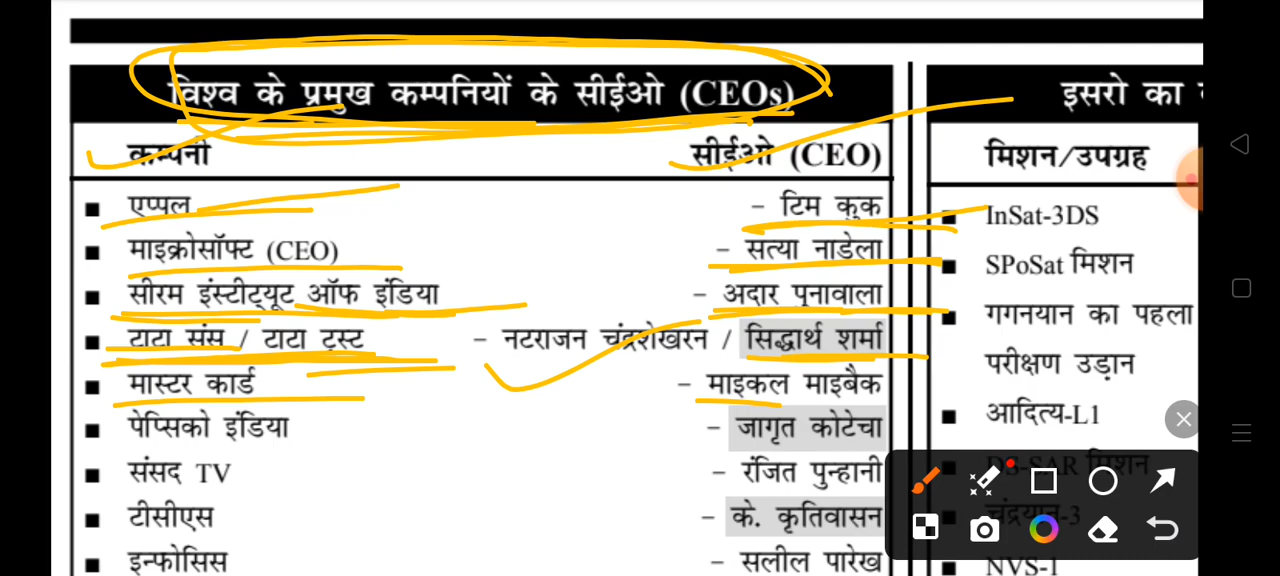 विश्व के प्रमुख कम्पनियों के सीईओ (CEOs)
कम्पनी सीईओ (CEO)
■ एप्पल – टिम कुक
■ माइक्रोसॉफ्ट (CEO) – सत्या नाडेला
■ सीरम इंस्टीट्यूट ऑफ इंडिया – अदार पूनावाला
■ टाटा संस / टाटा ट्रस्ट – नटराजन चंद्रशेखरन / सिद्धार्थ शर्मा
■ मास्टर कार्ड – माइकल माइबैक
■ पेप्सिको इंडिया – जागृत कोटेचा
■ संसद TV – रंजित पुन्हानी
■ टीसीएस – के. कृतिवासन
■ इन्फोसिस – सलील पारेख
इसरो का
मिशन/उपग्रह
■ InSat-3DS
■ SPoSat मिशन
■ गगनयान का पहला
परीक्षण उड़ान
■ आदित्य-L1
मिशन
चंद्रयान-3
NVS-1